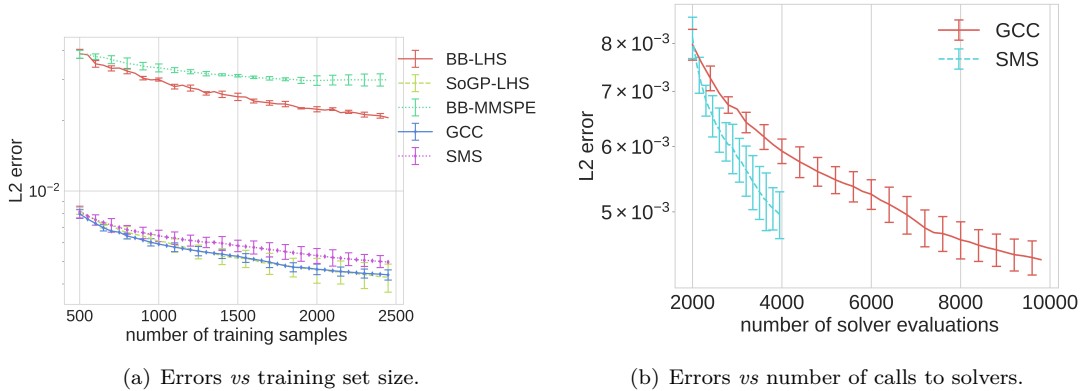 L2 error
10⁻²
500
1000
1500
2000
2500
number of training samples
BB-LHS
SoGP-LHS
BB-MMSPE
GCC
SMS
(a) Errors vs training set size.
L2 error
8 × 10⁻³
7 × 10⁻³
6 × 10⁻³
5 × 10⁻³
2000
4000
6000
8000
10000
number of solver evaluations
GCC
SMS
(b) Errors vs number of calls to solvers.